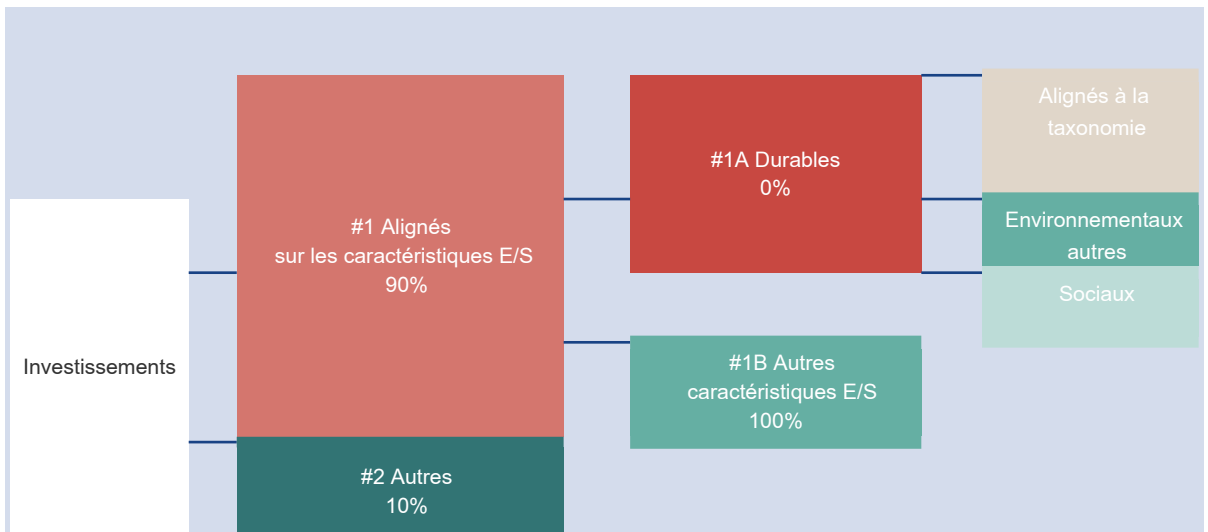 Investissements
#1 Alignés
sur les caractéristiques E/S
90%
#2 Autres
10%
#1A Durables
0%
#1B Autres
caractéristiques E/S
100%
Alignés à la
taxonomie
Environnementaux
autres
Sociaux